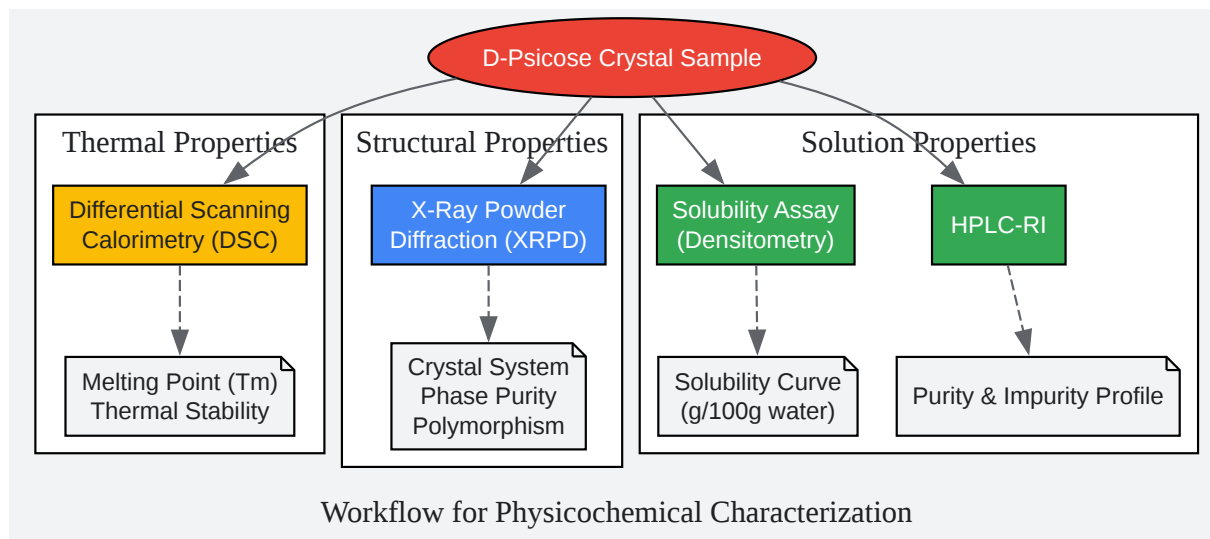 D-Psicose Crystal Sample
Thermal Properties
Differential Scanning
Calorimetry (DSC)
Melting Point (Tm)
Thermal Stability
Structural Properties
X-Ray Powder
Diffraction (XRPD)
Crystal System
Phase Purity
Polymorphism
Solution Properties
Solubility Assay
(Densitometry)
Solubility Curve
(g/100g water)
HPLC-RI
Purity & Impurity Profile
Workflow for Physicochemical Characterization